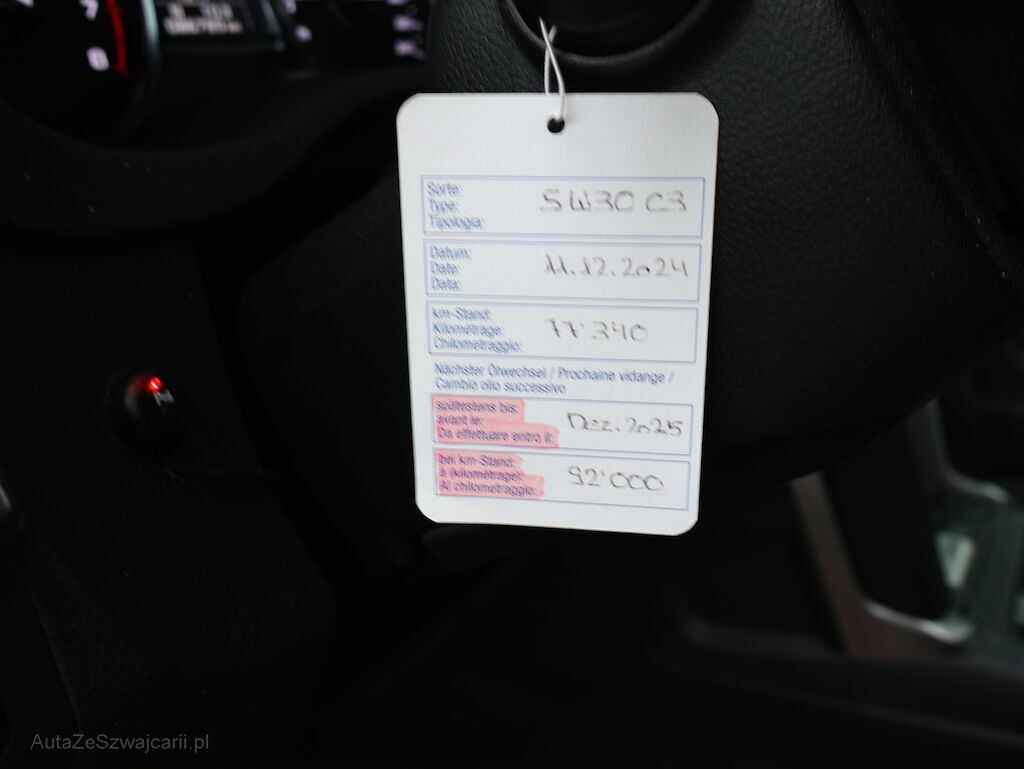 7
8
Sorte:
Type:
Tipologia:
5W30 C3
Datum:
Date:
Data:
11.12.2024
km-Stand:
Kilométrage:
Chilometraggio:
77'340
Nächster Ölwechsel / Prochaine vidange /
Cambio olio successivo
spätestens bis:
avant le:
Da effettuare entro il:
Dez. 2025
bei km-Stand:
à (kilométrage):
Al chilometraggio:
92'000
AutaZeSzwajcarii.pl